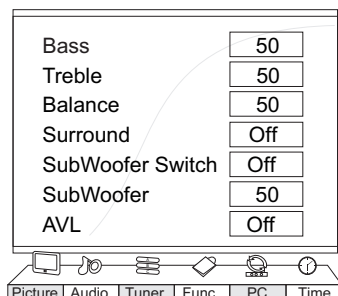 Bass 50
Treble 50
Balance 50
Surround Off
SubWoofer Switch Off
SubWoofer 50
AVL Off
Picture Audio Tuner Func PC Time